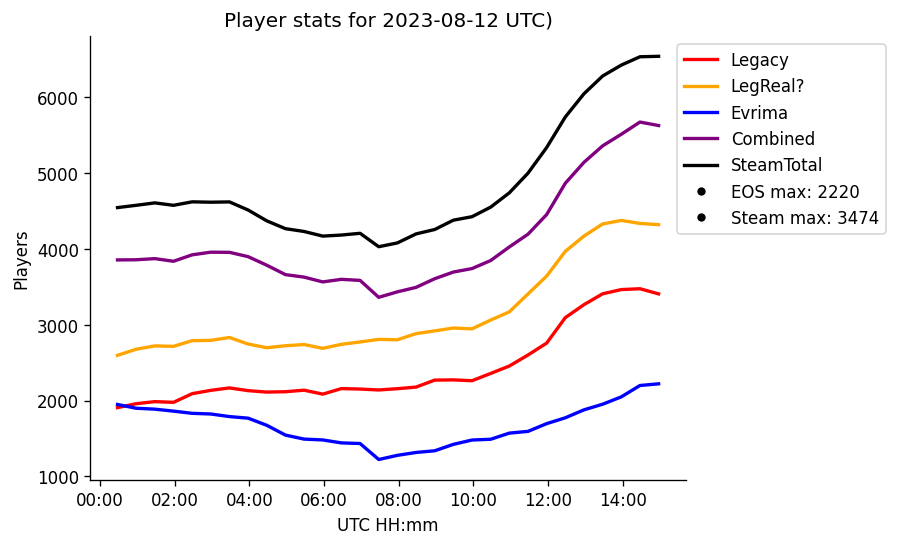 Player stats for 2023-08-12 UTC)
Legacy
LegReal?
Evrima
Combined
SteamTotal
EOS max: 2220
Steam max: 3474
Players
6000
5000
4000
3000
2000
1000
00:00 02:00 04:00 06:00 08:00 10:00 12:00 14:00
UTC HH:mm